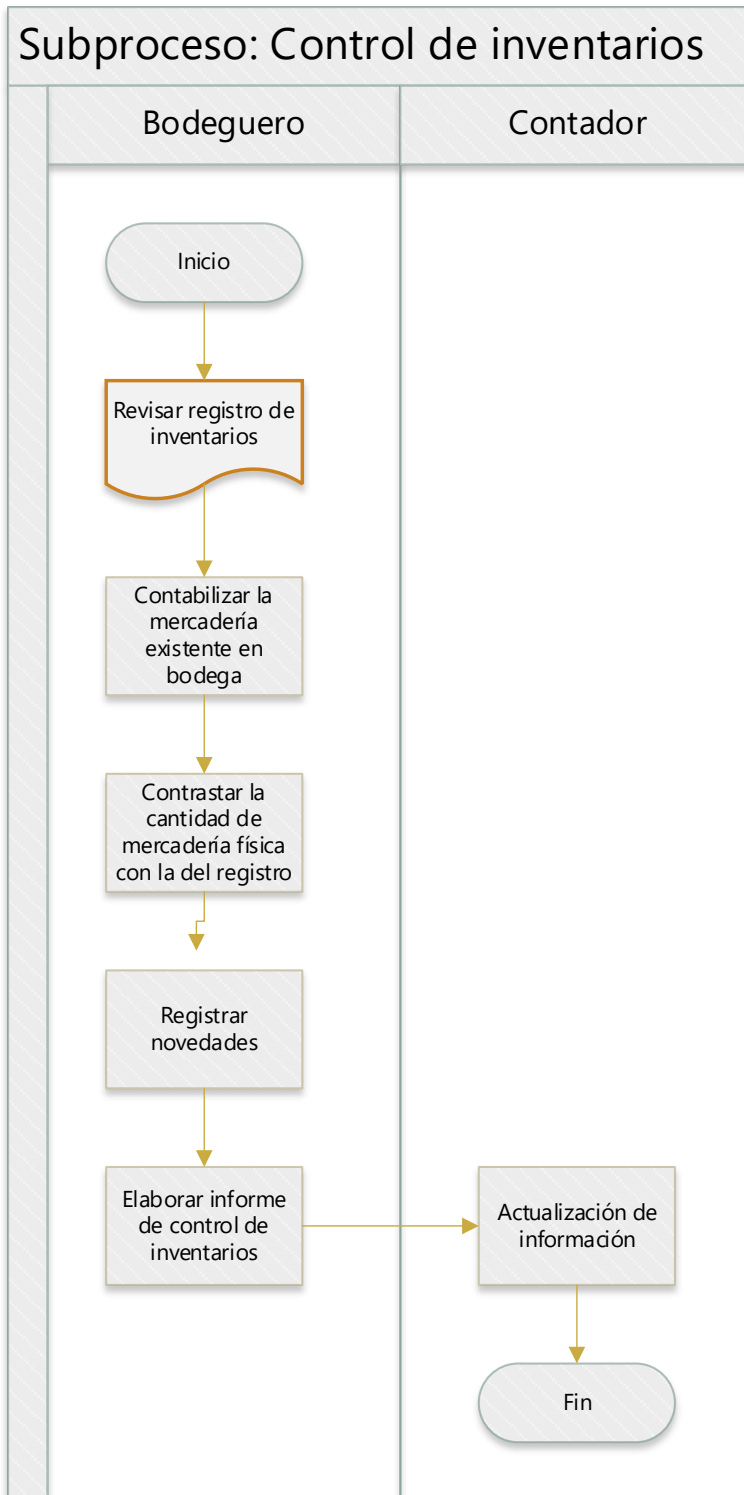 Subproceso: Control de inventarios
Bodeguero
Contador
Inicio
Revisar registro de
inventarios
Contabilizar la
mercadería
existente en
bodega
Contrastar la
cantidad de
mercadería física
con la del registro
Registrar
novedades
Elaborar informe
de control de
inventarios
Actualización de
información
Fin